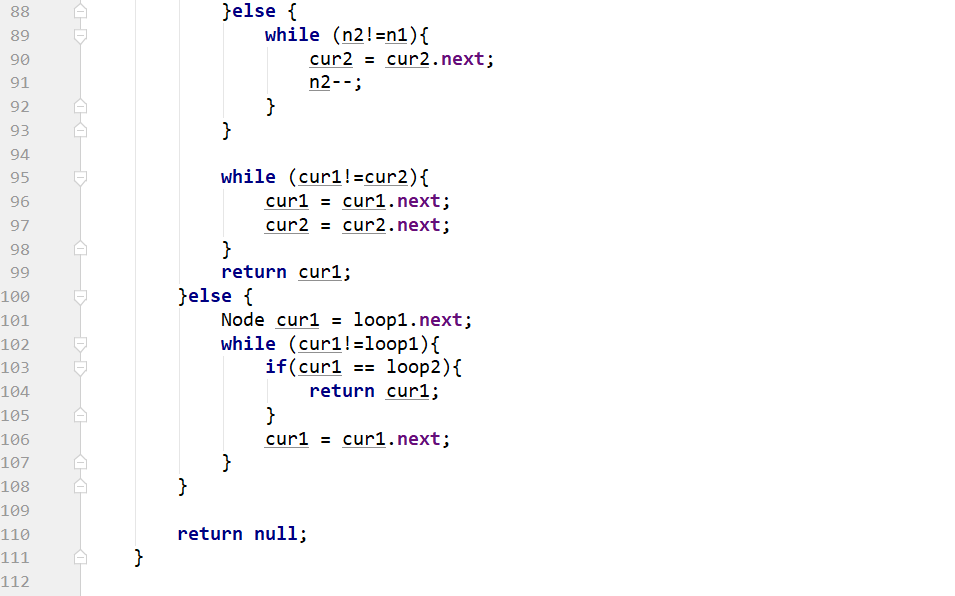 88 }else {
89 while (n2!=n1){
90 cur2 = cur2.next;
91 n2--;
92 }
93 }
94
95 while (cur1!=cur2){
96 cur1 = cur1.next;
97 cur2 = cur2.next;
98 }
99 return cur1;
100 }else {
101 Node cur1 = loop1.next;
102 while (cur1!=loop1){
103 if(cur1 == loop2){
104 return cur1;
105 }
106 cur1 = cur1.next;
107 }
108 }
109
110 return null;
111 }
112